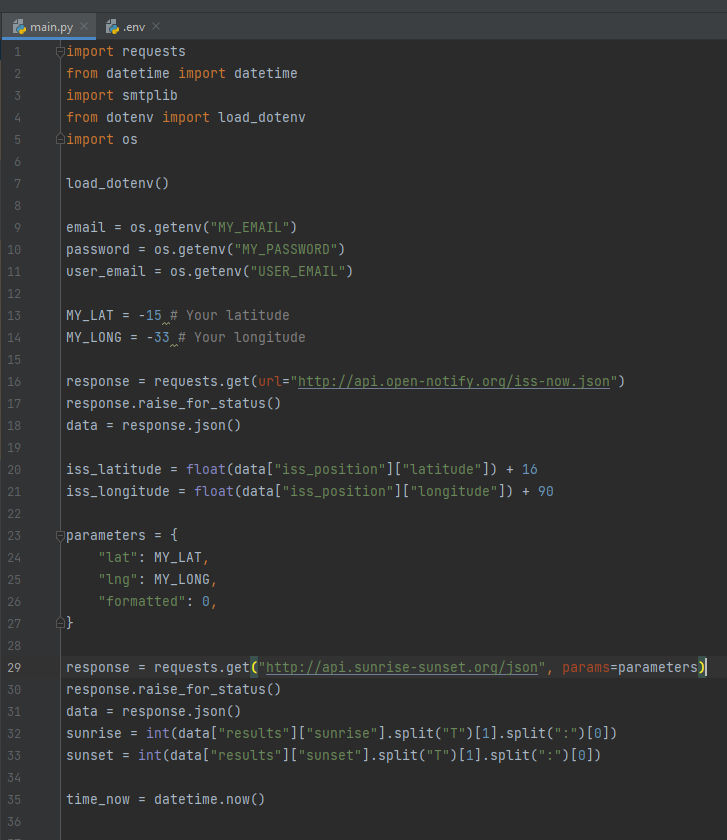 main.py
.env
1 import requests
2 from datetime import datetime
3 import smtplib
4 from dotenv import load_dotenv
5 import os
6
7 load_dotenv()
8
9 email = os.getenv("MY_EMAIL")
10 password = os.getenv("MY_PASSWORD")
11 user_email = os.getenv("USER_EMAIL")
12
13 MY_LAT = -15 # Your latitude
14 MY_LONG = -33 # Your longitude
15
16 response = requests.get(url="http://api.open-notify.org/iss-now.json")
17 response.raise_for_status()
18 data = response.json()
19
20 iss_latitude = float(data["iss_position"]["latitude"]) + 16
21 iss_longitude = float(data["iss_position"]["longitude"]) + 90
22
23 parameters = {
24     "lat": MY_LAT,
25     "lng": MY_LONG,
26     "formatted": 0,
27 }
28
29 response = requests.get("http://api.sunrise-sunset.org/json", params=parameters)
30 response.raise_for_status()
31 data = response.json()
32 sunrise = int(data["results"]["sunrise"].split("T")[1].split(":")[0])
33 sunset = int(data["results"]["sunset"].split("T")[1].split(":")[0])
34
35 time_now = datetime.now()
36